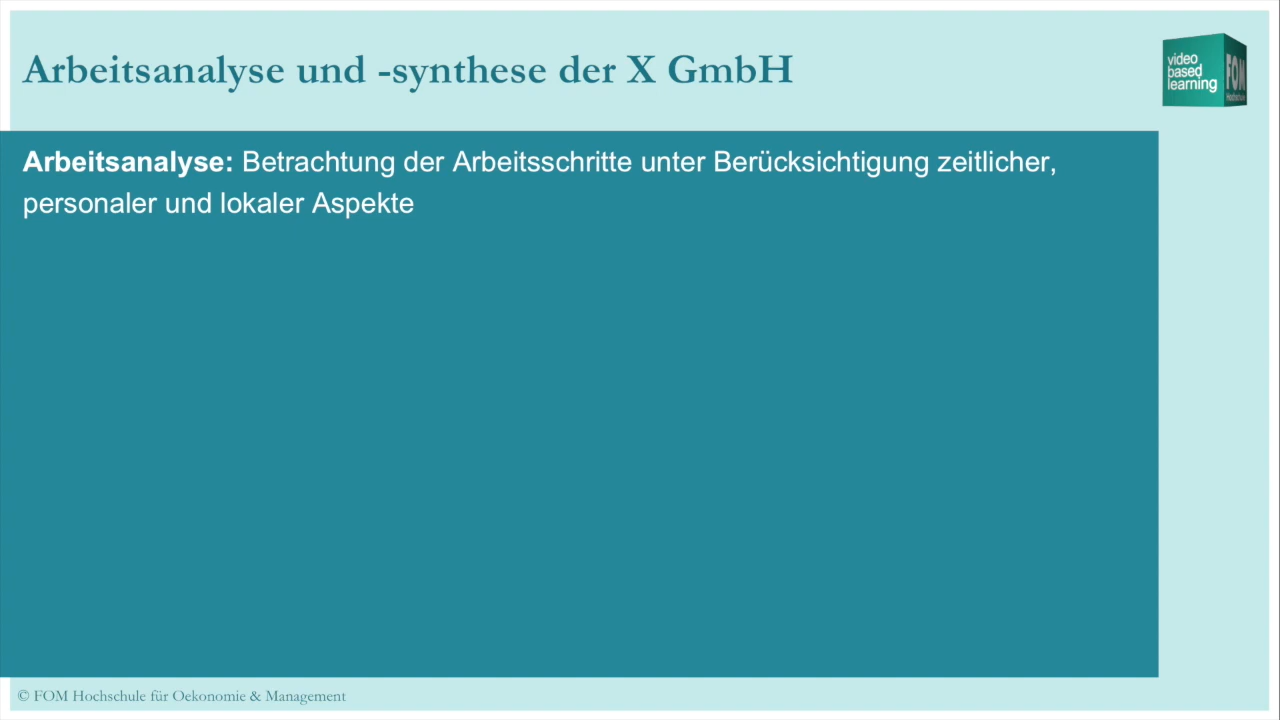 Arbeitsanalyse und -synthese der X GmbH
video
based
learning
FOM
Hochschule
Arbeitsanalyse: Betrachtung der Arbeitsschritte unter Berücksichtigung zeitlicher,
personaler und lokaler Aspekte
© FOM Hochschule für Oekonomie & Management